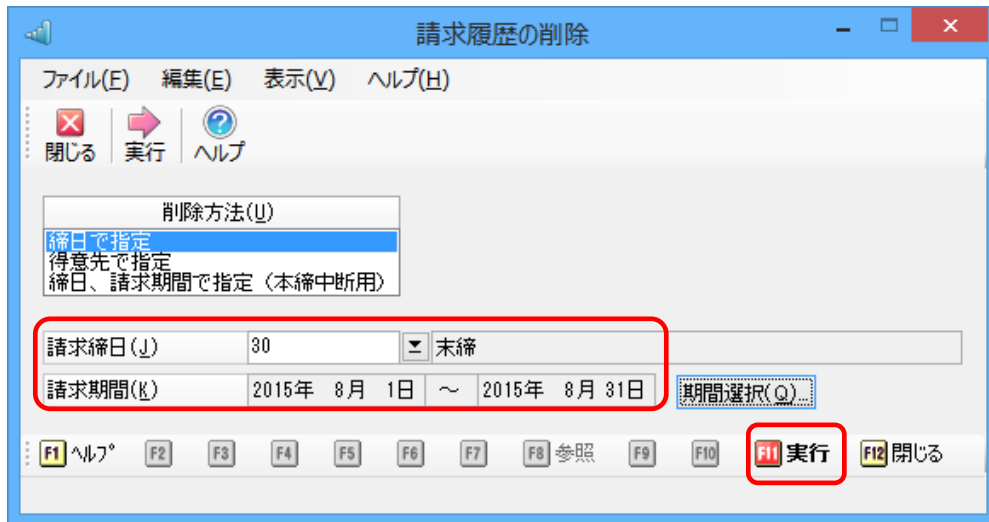 請求履歴の削除
ファイル(F) 編集(E) 表示(V) ヘルプ(H)
閉じる 実行 ヘルプ
削除方法(U)
締日で指定
得意先で指定
締日、請求期間で指定（本締中断用）
請求締日(J) 30 末締
請求期間(K) 2015年 8月 1日 ～ 2015年 8月 31日 期間選択(Q)...
F1 ヘルプ F2 F3 F4 F5 F6 F7 F8 参照 F9 F10 F11 実行 F12 閉じる